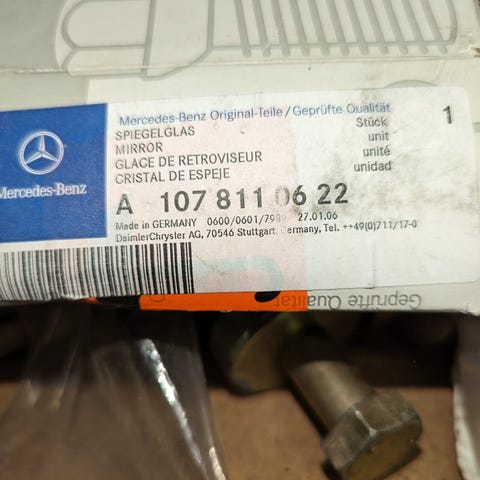 Mercedes-Benz Original-Teile/Geprüfte Qualität
SPIEGELGLAS Stück 1
MIRROR unit
GLACE DE RETROVISEUR unité
CRISTAL DE ESPEJE unidad
Mercedes-Benz
A 107 811 06 22
Made in GERMANY 0600/0601/7989 27.01.06
DaimlerChrysler AG, 70546 Stuttgart, Germany, Tel. ++49(0)711/17-0
Geprüfte Qualität